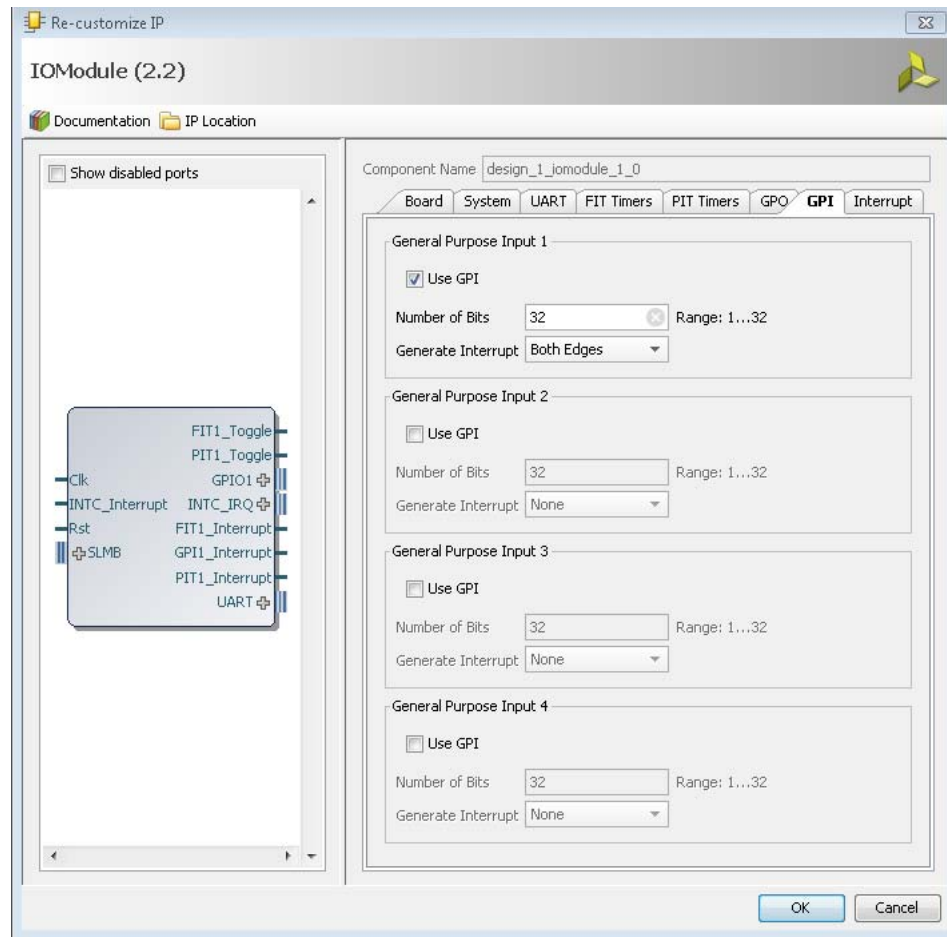 Re-customize IP
IOModule (2.2)
Documentation IP Location
Show disabled ports
FIT1_Toggle
PIT1_Toggle
Clk GPIO1
INTC_Interrupt INTC_IRQ
Rst FIT1_Interrupt
SLMB GPI1_Interrupt
PIT1_Interrupt
UART
Component Name design_1_iomodule_1_0
Board System UART FIT Timers PIT Timers GPO GPI Interrupt
General Purpose Input 1
Use GPI
Number of Bits 32 Range: 1...32
Generate Interrupt Both Edges
General Purpose Input 2
Use GPI
Number of Bits 32 Range: 1...32
Generate Interrupt None
General Purpose Input 3
Use GPI
Number of Bits 32 Range: 1...32
Generate Interrupt None
General Purpose Input 4
Use GPI
Number of Bits 32 Range: 1...32
Generate Interrupt None
OK Cancel